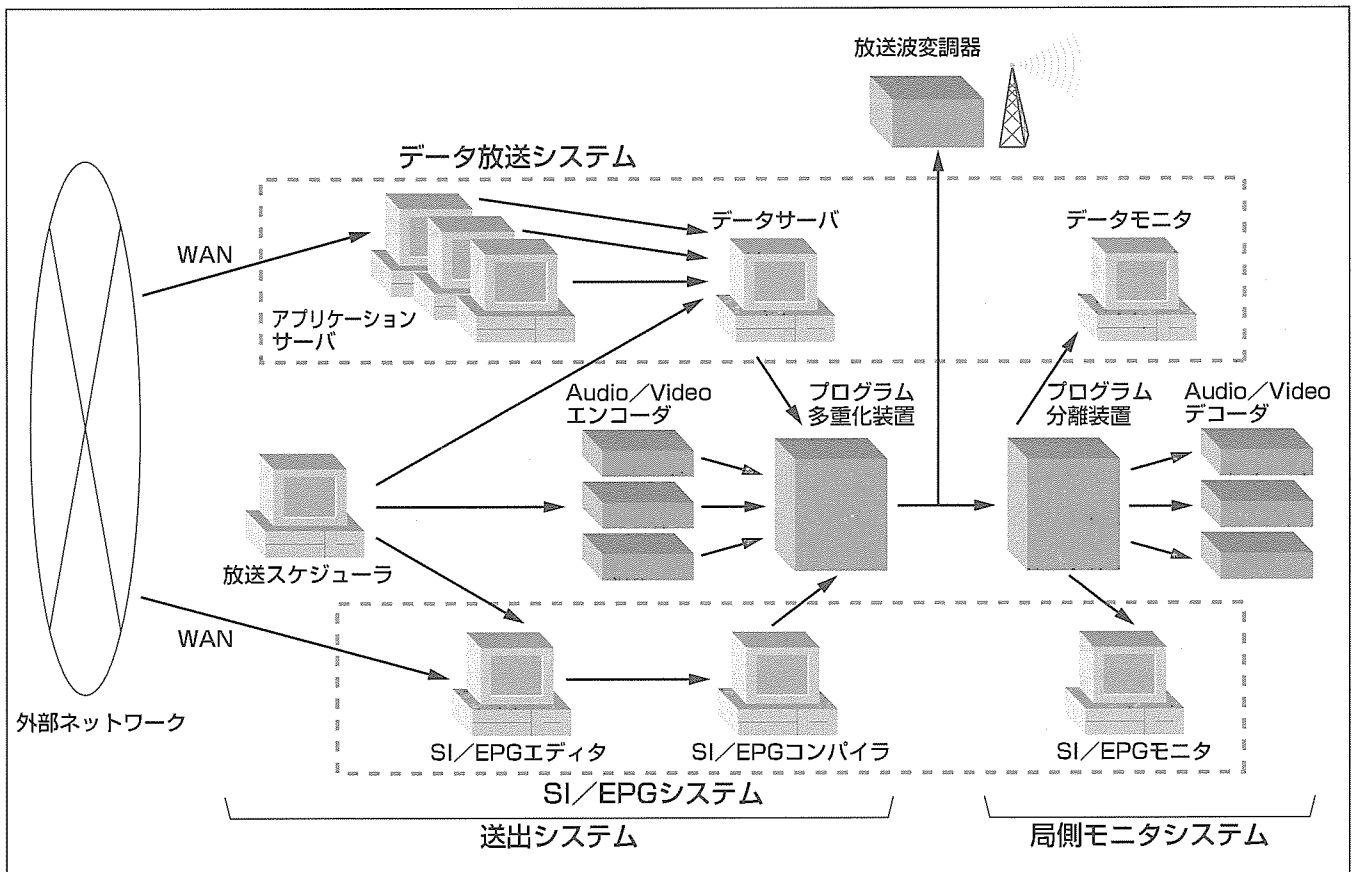 放送波変調器
データ放送システム
WAN
データサーバ
データモニタ
アプリケーション
サーバ
Audio／Video
エンコーダ
プログラム
多重化装置
プログラム
分離装置
Audio／Video
デコーダ
放送スケジューラ
WAN
外部ネットワーク
SI／EPGエディタ
SI／EPGコンパイラ
SI／EPGモニタ
SI／EPGシステム
送出システム
局側モニタシステム